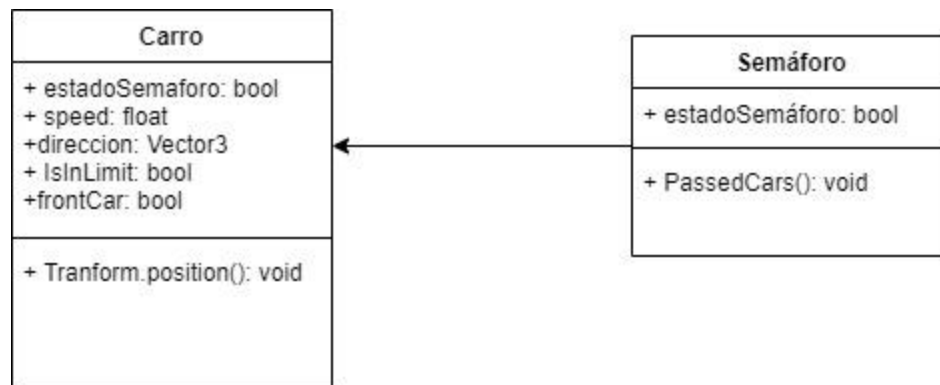 Carro
+ estadoSemaforo: bool
+ speed: float
+direccion: Vector3
+ IsInLimit: bool
+frontCar: bool
+ Tranform.position(): void
Semáforo
+ estadoSemáforo: bool
+ PassedCars(): void